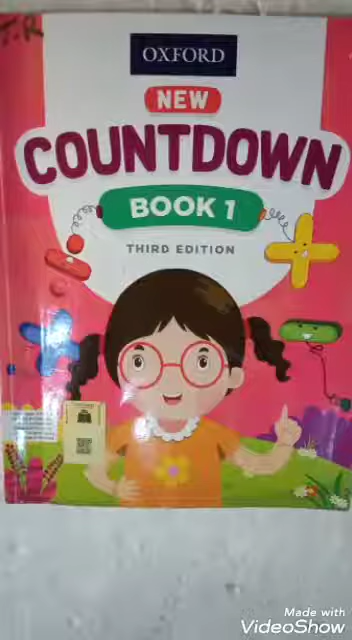 T.R
OXFORD
NEW
COUNTDOWN
BOOK 1
THIRD EDITION
Made with
VideoShow